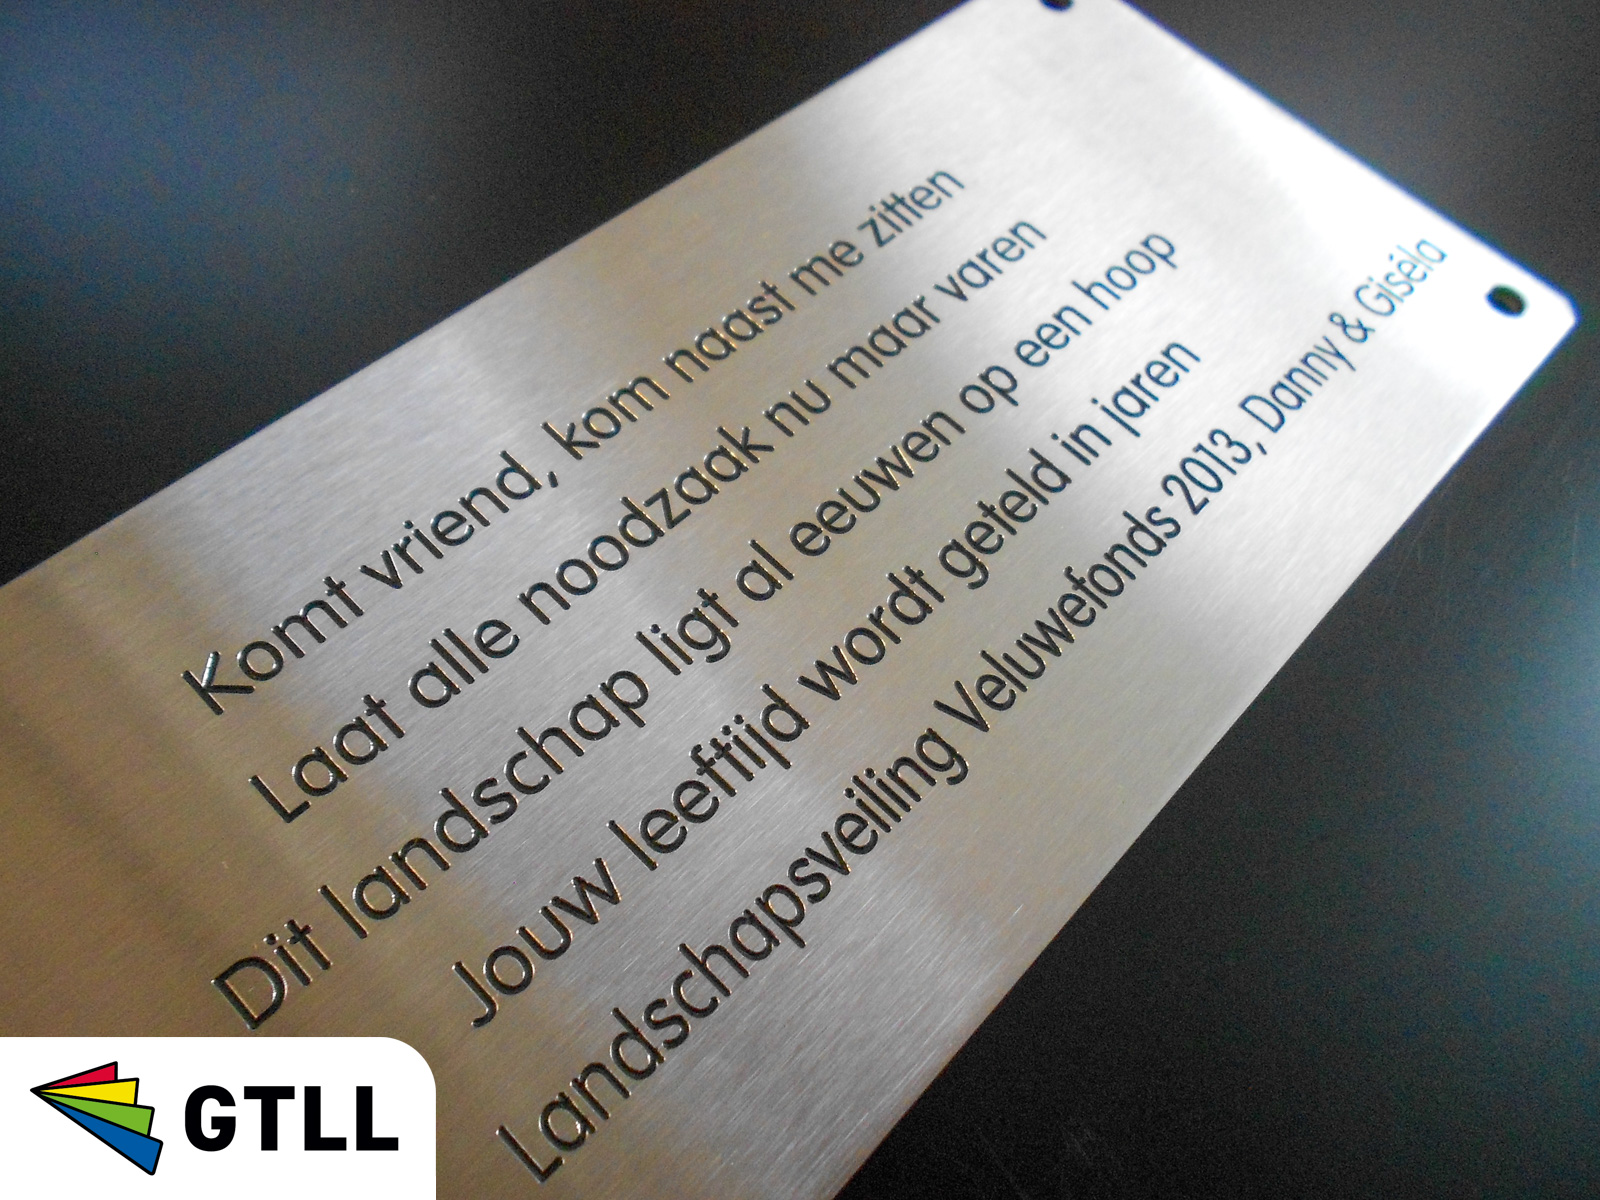 Komt vriend, kom naast me zitten
Laat alle noodzaak nu maar varen
Dit landschap ligt al eeuwen op een hoop
Jouw leeftijd wordt geteld in jaren
Landschapsveiling Veluwefonds 2013, Danny & Giséla
GTLL